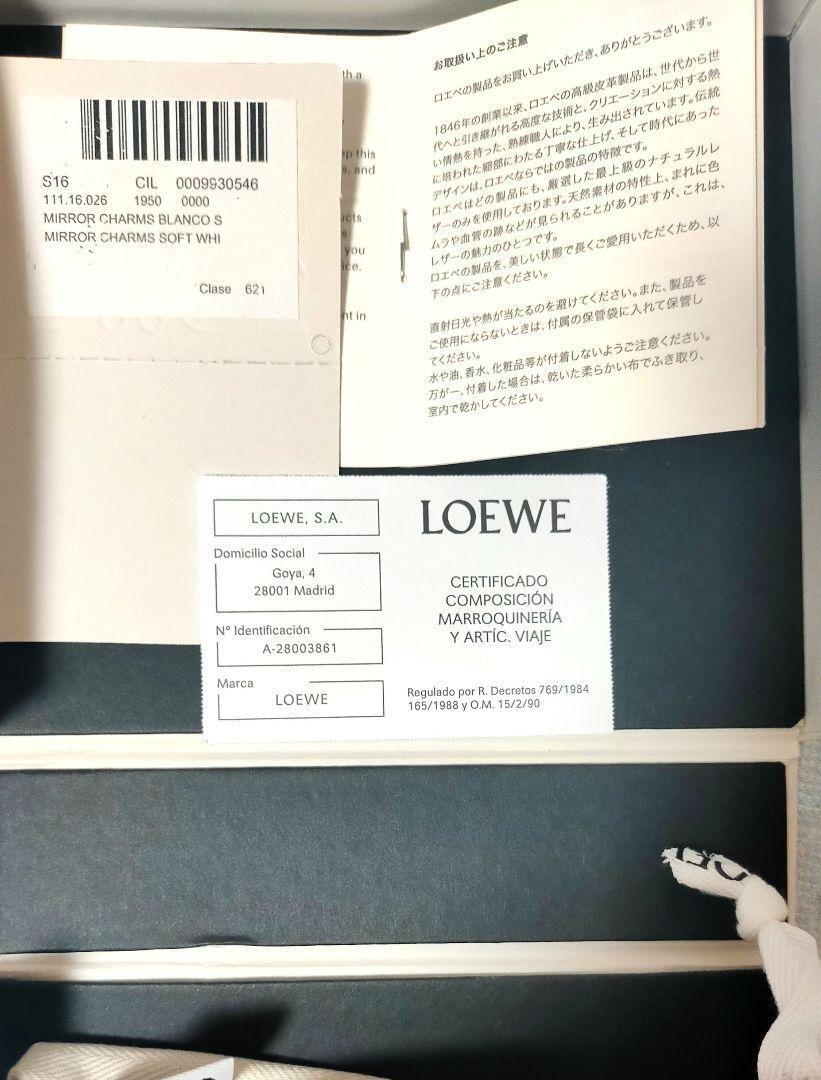 S16 CIL 0009930546
111.16.026 1950 0000
MIRROR CHARMS BLANCO S
MIRROR CHARMS SOFT WHI
Clase 621
this
and
you
お取扱い上のご注意
ロエベの製品をお買い上げいただき、ありがとうございます。
1846年の創業以来、ロエベの高級皮革製品は、世代から世
代へと引き継がれる高度な技術と、クリエーションに対する熱
い情熱を持った、熟練職人により、生み出されています。伝統
に培われた細部にわたる丁寧な仕上げ、そして時代にあった
デザインは、ロエベならではの製品の特徴です。
ロエベはどの製品にも、厳選した最上級のナチュラルレ
ザーのみを使用しております。天然素材の特性上、まれに色
ムラや血管の跡などが見られることがありますが、これは、
レザーの魅力のひとつです。
ロエベの製品を、美しい状態で長くご愛用いただくため、以
下の点にご注意ください。
直射日光や熱が当たるのを避けてください。また、製品を
ご使用にならないときは、付属の保管袋に入れて保管し
てください。
水や油、香水、化粧品等が付着しないようご注意ください。
万が一、付着した場合は、乾いた柔らかい布でふき取り、
室内で乾かしてください。
LOEWE, S.A.
Domicilio Social
Goya, 4
28001 Madrid
Nº Identificación
A-28003861
Marca
LOEWE
LOEWE
CERTIFICADO
COMPOSICIÓN
MARROQUINERÍA
Y ARTÍC. VIAJE
Regulado por R. Decretos 769/1984
165/1988 y O.M. 15/2/90